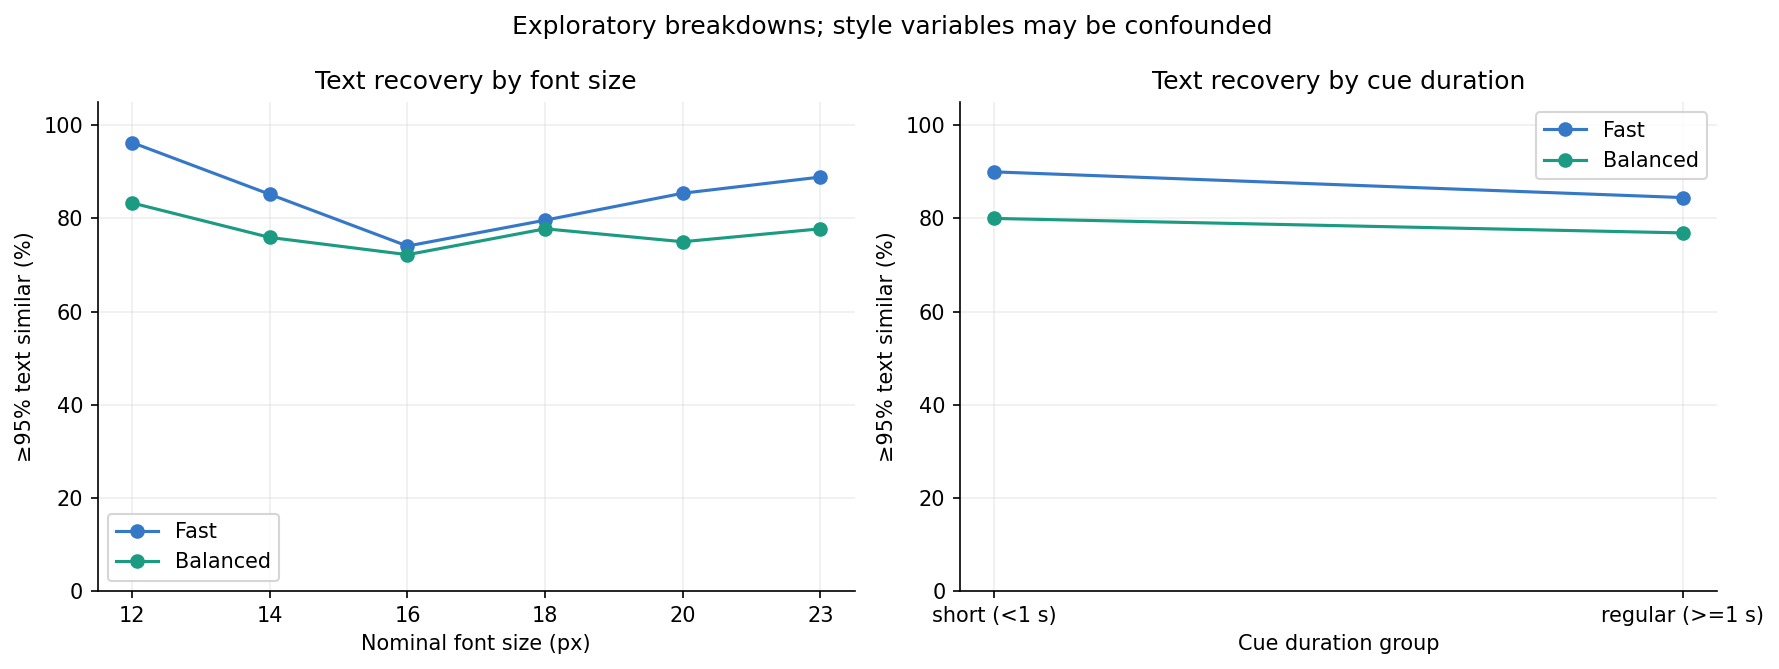 Exploratory breakdowns; style variables may be confounded
Text recovery by font size
≥95% text similar (%)
100
80
60
40
20
0
12 14 16 18 20 23
Nominal font size (px)
Fast
Balanced
Text recovery by cue duration
≥95% text similar (%)
100
80
60
40
20
0
short (<1 s) regular (>=1 s)
Cue duration group
Fast
Balanced